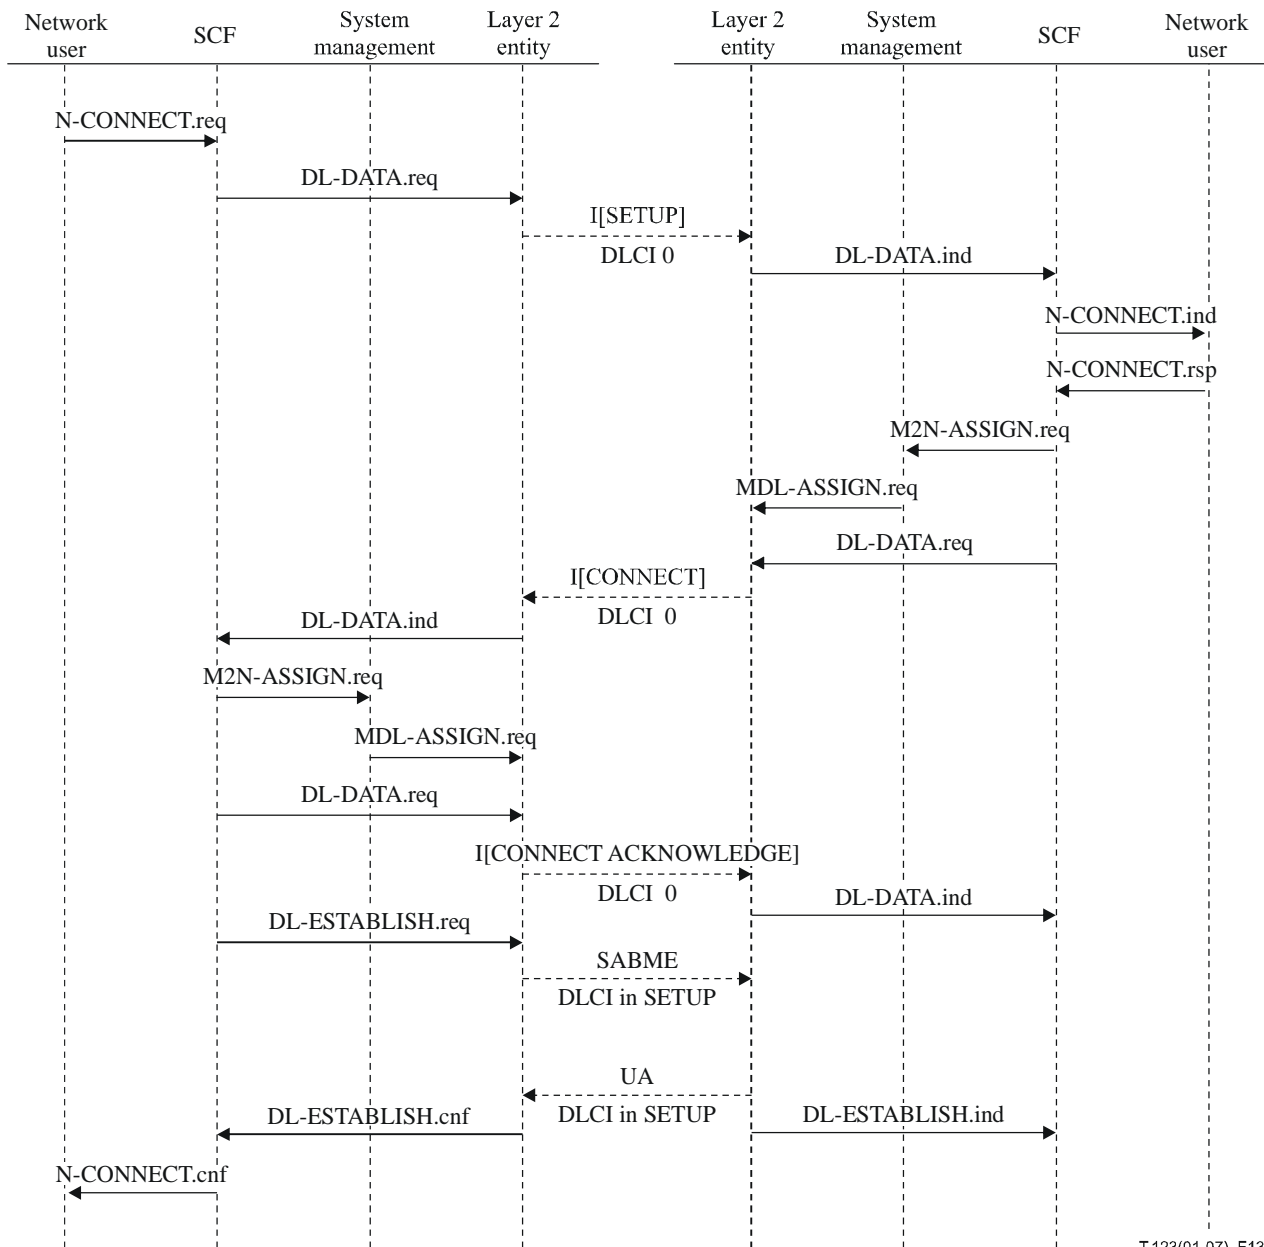 Network user
SCF
System management
Layer 2 entity
Layer 2 entity
System management
SCF
Network user
N-CONNECT.req
DL-DATA.req
I[SETUP]
DLCI 0
DL-DATA.ind
N-CONNECT.ind
N-CONNECT.rsp
M2N-ASSIGN.req
MDL-ASSIGN.req
DL-DATA.req
I[CONNECT]
DLCI 0
DL-DATA.ind
M2N-ASSIGN.req
MDL-ASSIGN.req
DL-DATA.req
I[CONNECT ACKNOWLEDGE]
DLCI 0
DL-DATA.ind
DL-ESTABLISH.req
SABME
DLCI in SETUP
UA
DLCI in SETUP
DL-ESTABLISH.cnf
DL-ESTABLISH.ind
N-CONNECT.cnf
T.123(01-07)_F13